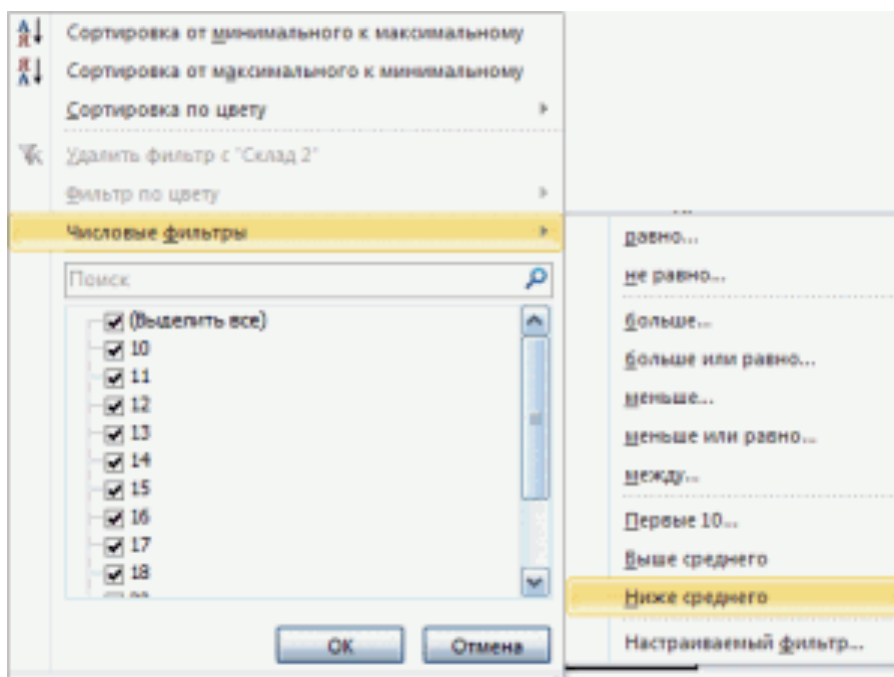 Сортировка от минимального к максимальному
Сортировка от максимального к минимальному
Сортировка по цвету
Удалить фильтр с "Склад 2"
Фильтр по цвету
Числовые фильтры
Поиск
(Выделить все)
10
11
12
13
14
15
16
17
18
ОК
Отмена
равно...
не равно...
больше...
больше или равно...
меньше...
меньше или равно...
между...
Первые 10...
Выше среднего
Ниже среднего
Настраиваемый фильтр...